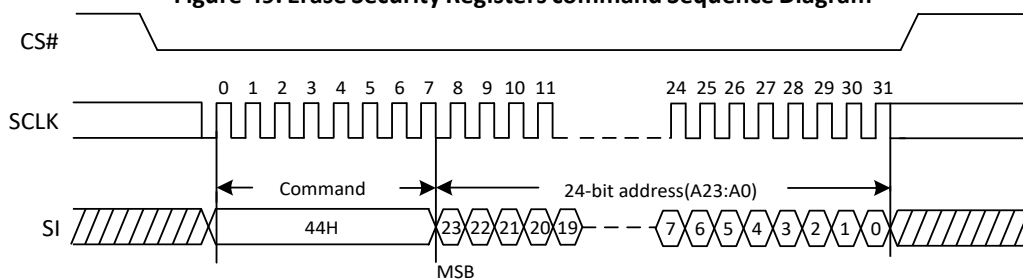 Figure 45. Erase Security Registers command Sequence Diagram
CS#
0 1 2 3 4 5 6 7 8 9 10 11 24 25 26 27 28 29 30 31
SCLK
Command 24-bit address(A23:A0)
SI 44H 23 22 21 20 19 7 6 5 4 3 2 1 0
MSB